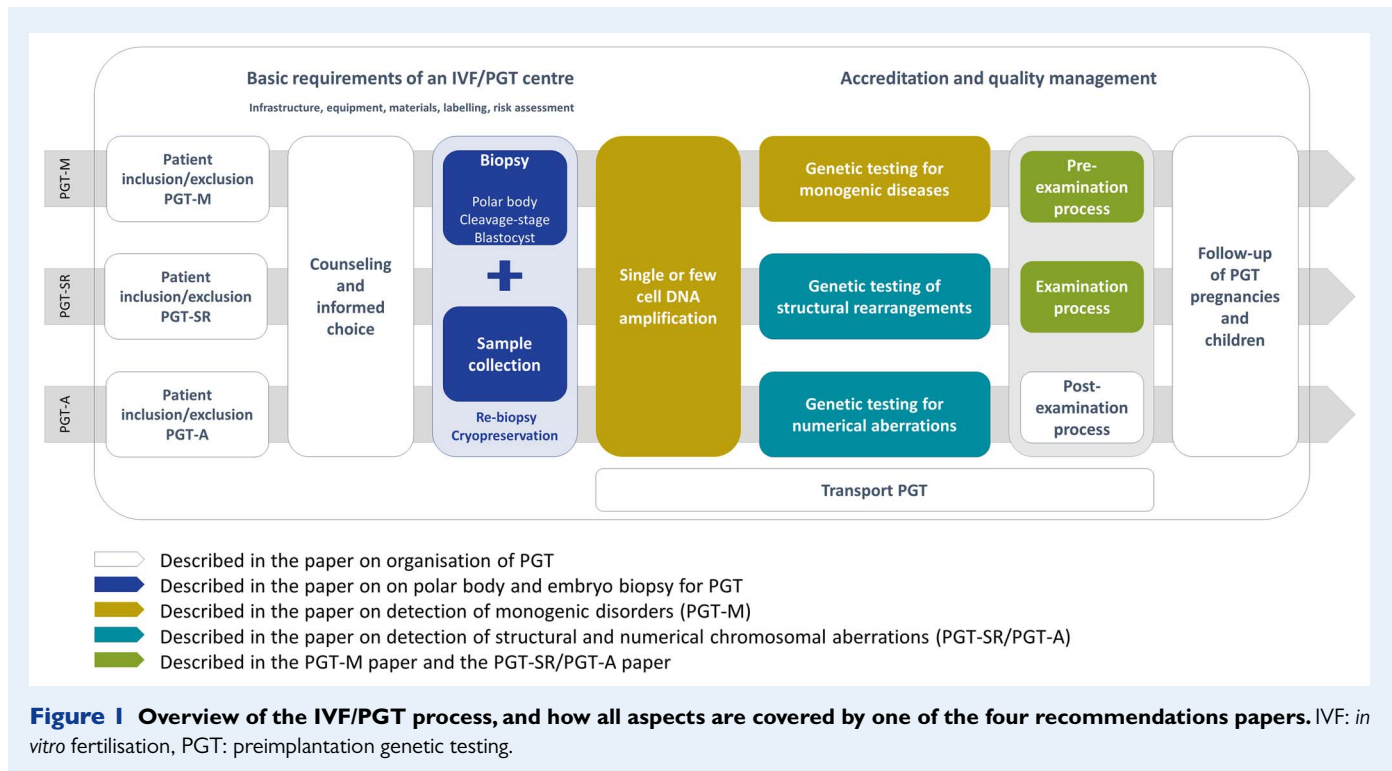 Basic requirements of an IVF/PGT centre
Infrastructure, equipment, materials, labelling, risk assessment
Accreditation and quality management
PGT-M
PGT-SR
PGT-A
Patient
inclusion/exclusion
PGT-M
Patient
inclusion/exclusion
PGT-SR
Patient
inclusion/exclusion
PGT-A
Counseling
and
informed
choice
Biopsy
Polar body
Cleavage-stage
Blastocyst
+
Sample
collection
Re-biopsy
Cryopreservation
Single or few
cell DNA
amplification
Genetic testing for
monogenic diseases
Genetic testing of
structural rearrangements
Genetic testing for
numerical aberrations
Pre-
examination
process
Examination
process
Post-
examination
process
Follow-up
of PGT
pregnancies
and
children
Transport PGT
Described in the paper on organisation of PGT
Described in the paper on on polar body and embryo biopsy for PGT
Described in the paper on detection of monogenic disorders (PGT-M)
Described in the paper on detection of structural and numerical chromosomal aberrations (PGT-SR/PGT-A)
Described in the PGT-M paper and the PGT-SR/PGT-A paper
Figure 1 Overview of the IVF/PGT process, and how all aspects are covered by one of the four recommendations papers. IVF: in
vitro fertilisation, PGT: preimplantation genetic testing.